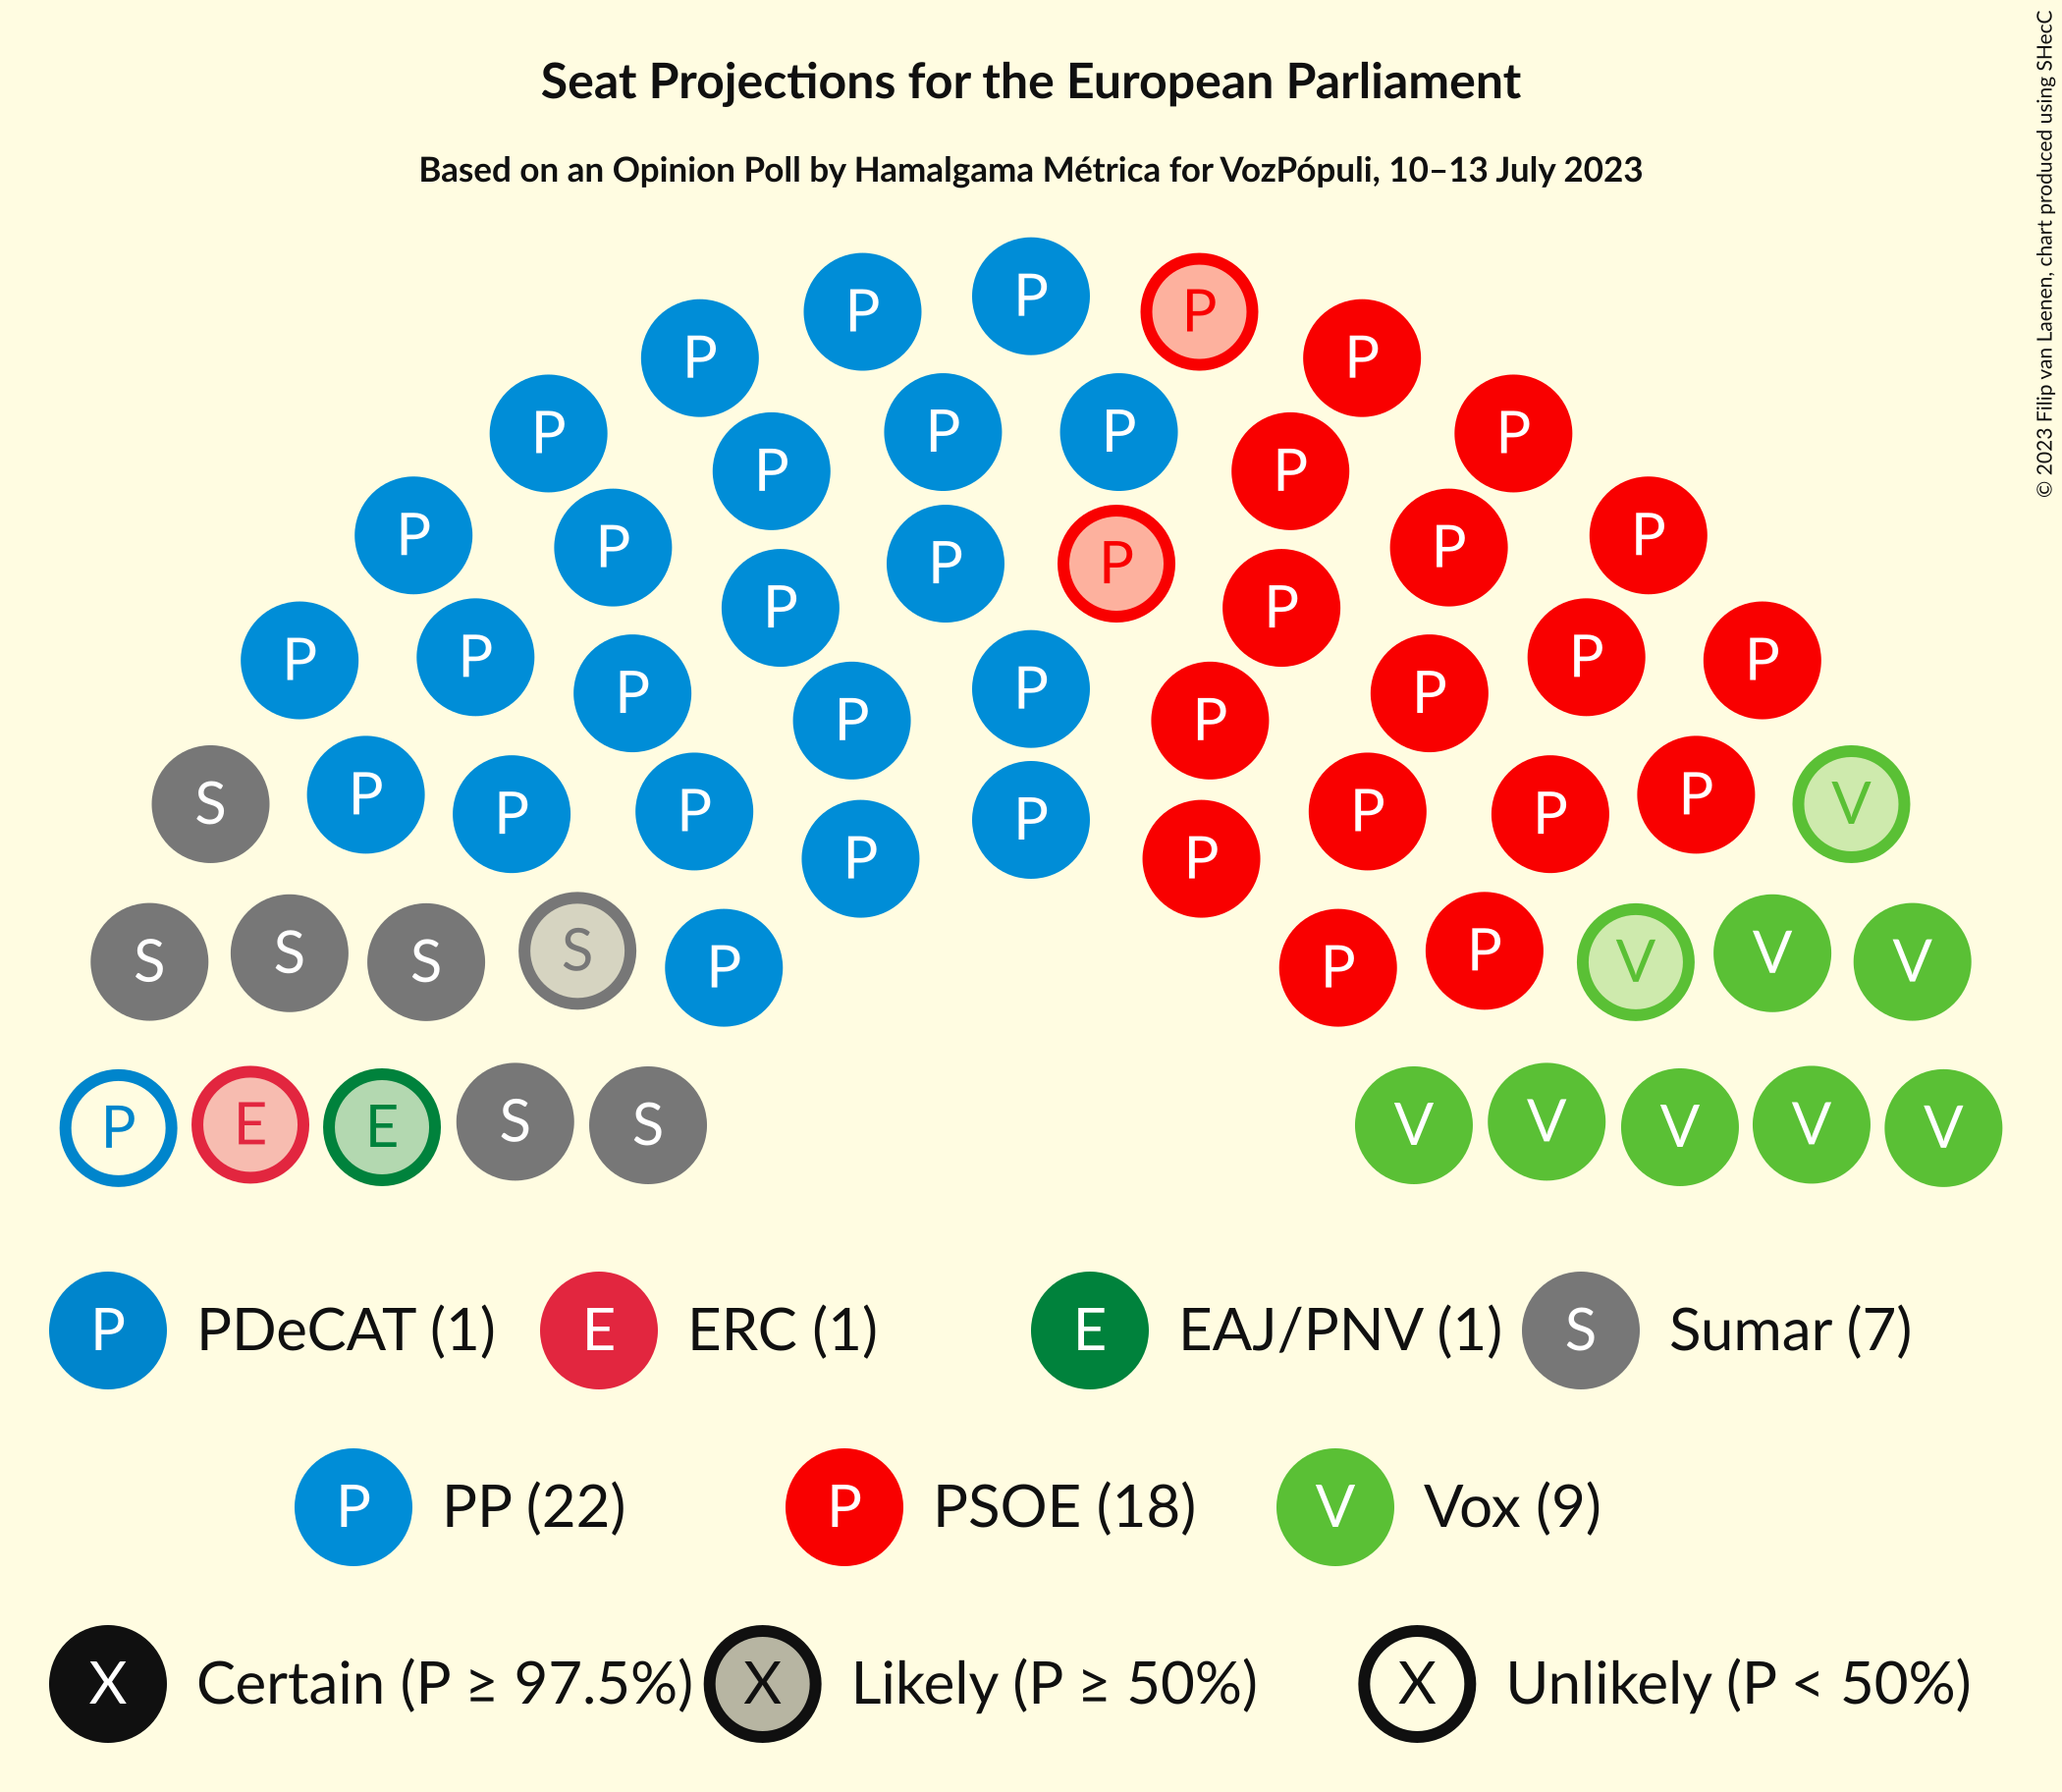 Seat Projections for the European Parliament
Based on an Opinion Poll by Hamalgama Métrica for VozPópuli, 10–13 July 2023
© 2023 Filip van Laenen, chart produced using SHecC
P
P P
P P
P P
P P
P P P P
P P
P P P
P P
P P
P P P P
P P P P
P P
S P P P P P P P V
P P
S S S S P P P V V V
P E E S S V V V V V
P PDeCAT (1) E ERC (1) E EAJ/PNV (1) S Sumar (7)
P PP (22) P PSOE (18) V Vox (9)
X Certain (P ≥ 97.5%) X Likely (P ≥ 50%) X Unlikely (P < 50%)